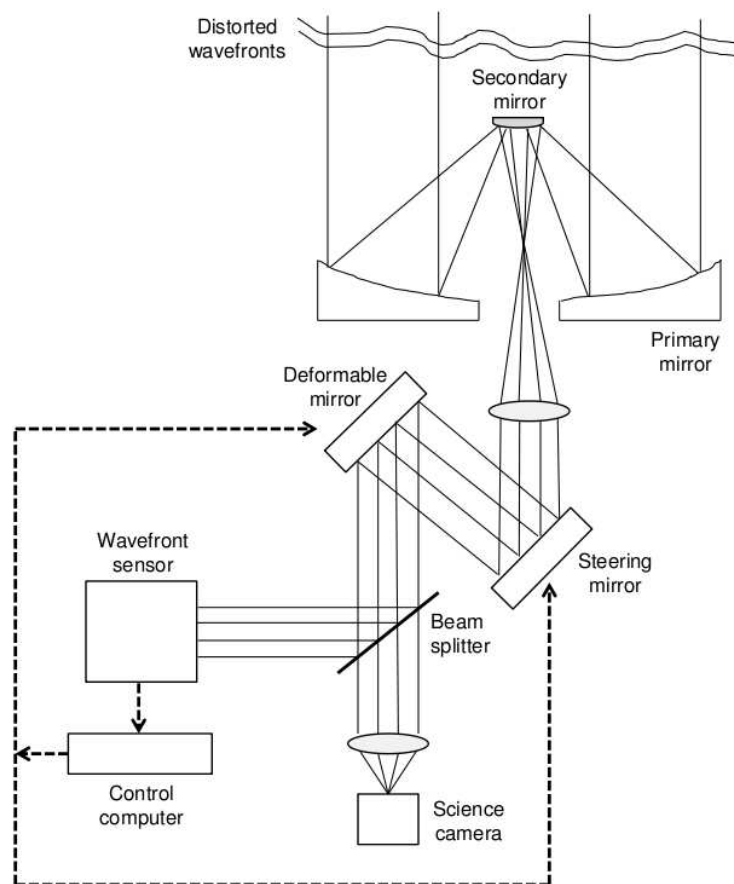 Distorted
wavefronts
Secondary
mirror
Primary
mirror
Deformable
mirror
Steering
mirror
Wavefront
sensor
Beam
splitter
Control
computer
Science
camera